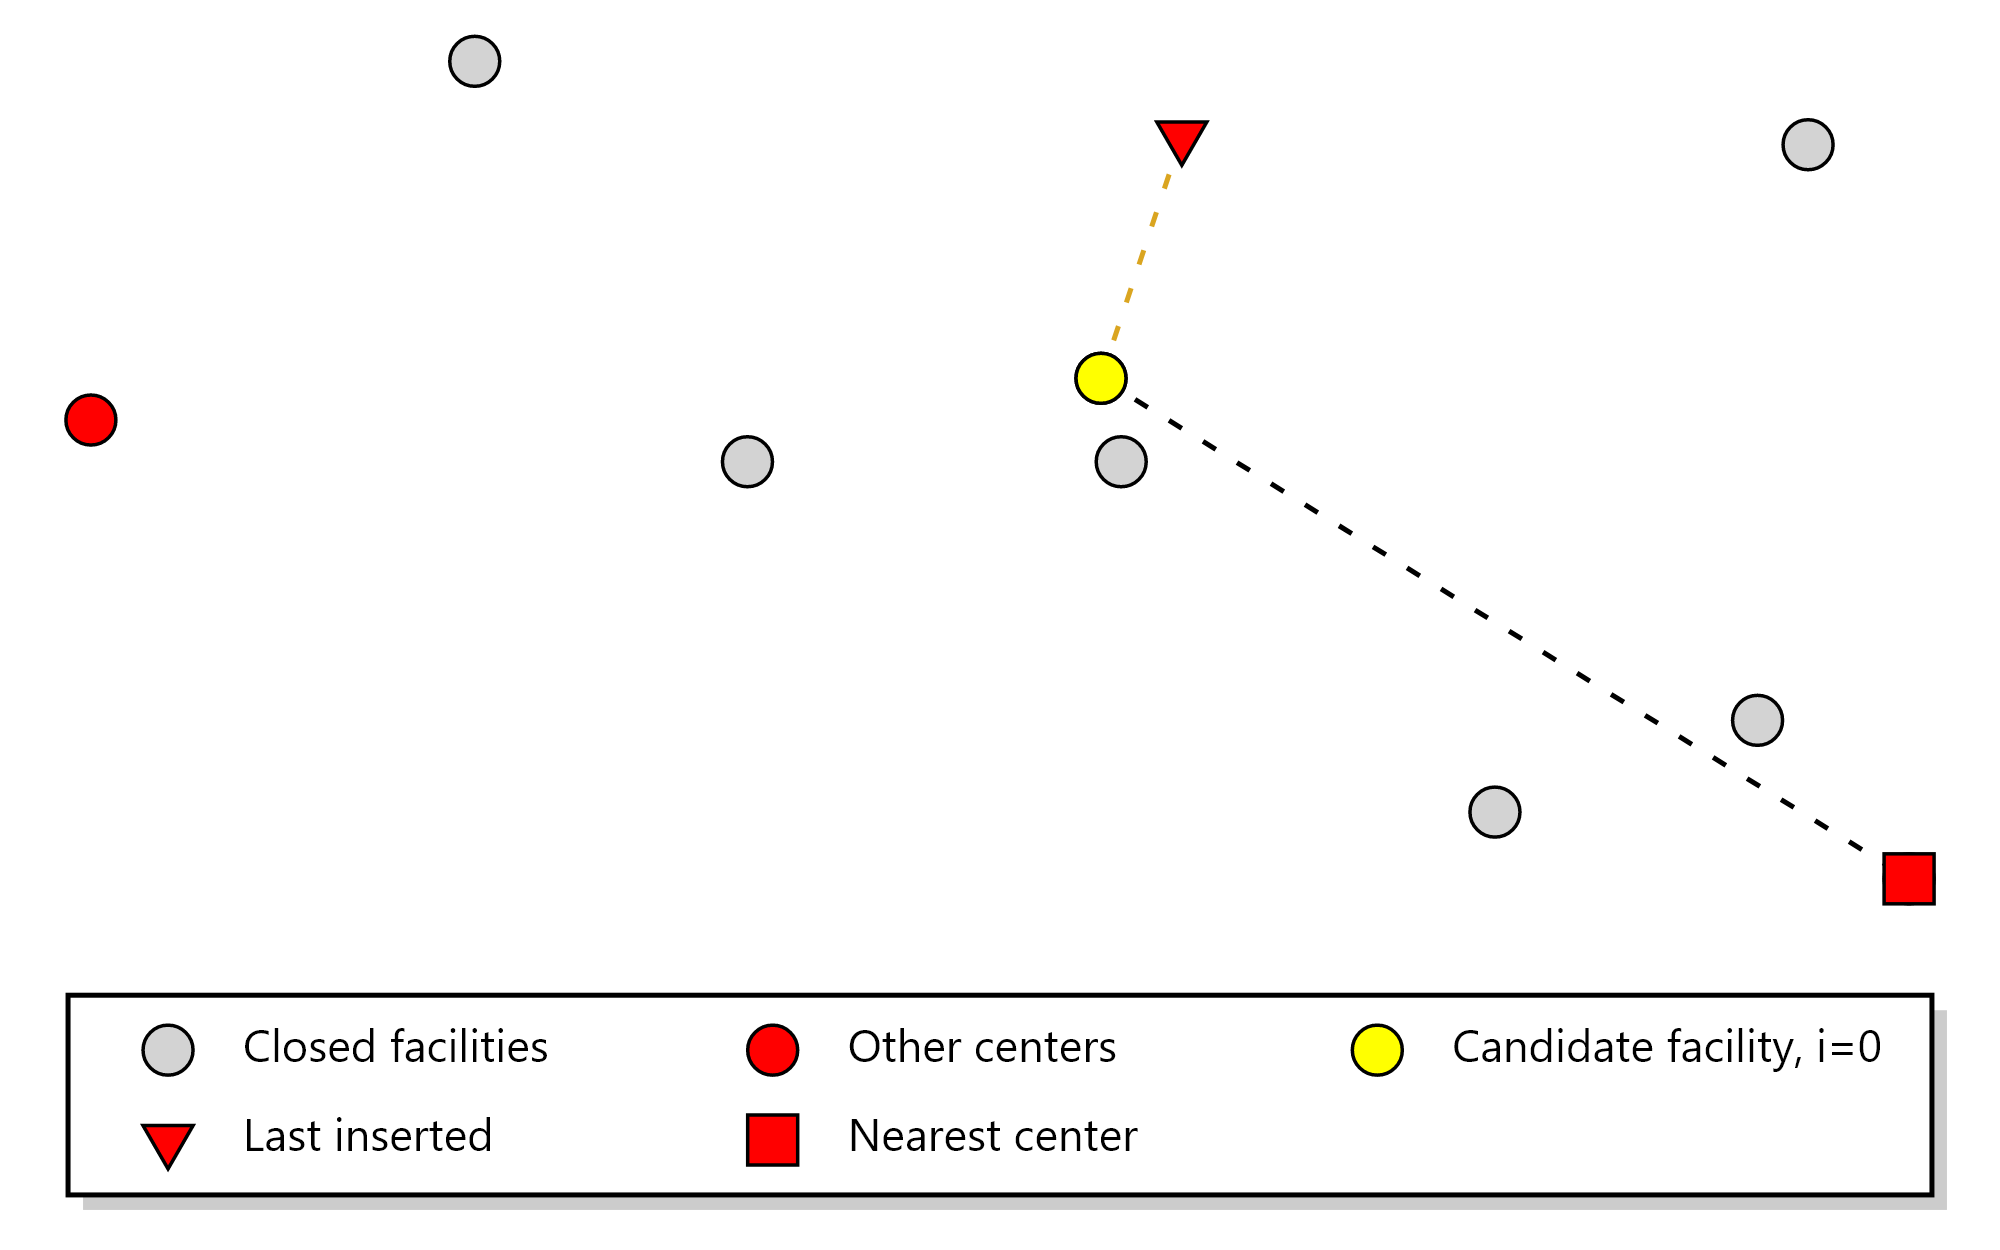 Closed facilities
Other centers
Candidate facility, i=0
Last inserted
Nearest center